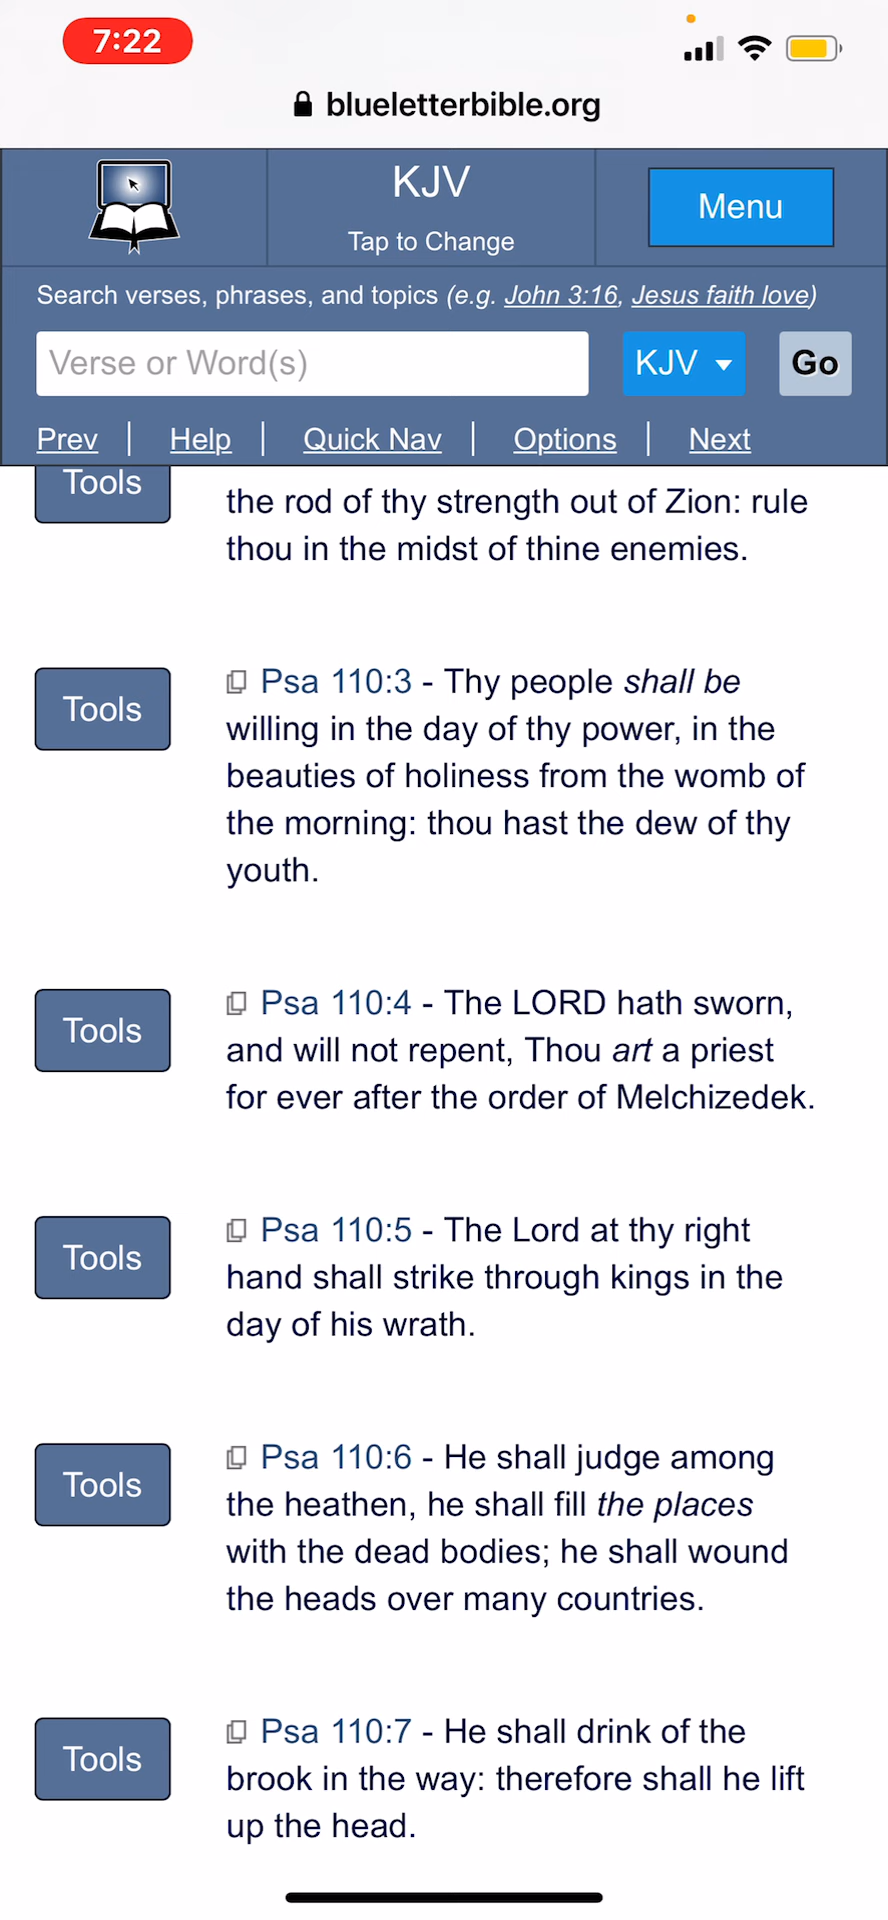 7:22
blueletterbible.org
KJV
Tap to Change
Menu
Search verses, phrases, and topics (e.g. John 3:16, Jesus faith love)
Verse or Word(s)
KJV
Go
Prev | Help | Quick Nav | Options | Next
Tools
the rod of thy strength out of Zion: rule
thou in the midst of thine enemies.
Tools
Psa 110:3 - Thy people shall be
willing in the day of thy power, in the
beauties of holiness from the womb of
the morning: thou hast the dew of thy
youth.
Tools
Psa 110:4 - The LORD hath sworn,
and will not repent, Thou art a priest
for ever after the order of Melchizedek.
Tools
Psa 110:5 - The Lord at thy right
hand shall strike through kings in the
day of his wrath.
Tools
Psa 110:6 - He shall judge among
the heathen, he shall fill the places
with the dead bodies; he shall wound
the heads over many countries.
Tools
Psa 110:7 - He shall drink of the
brook in the way: therefore shall he lift
up the head.